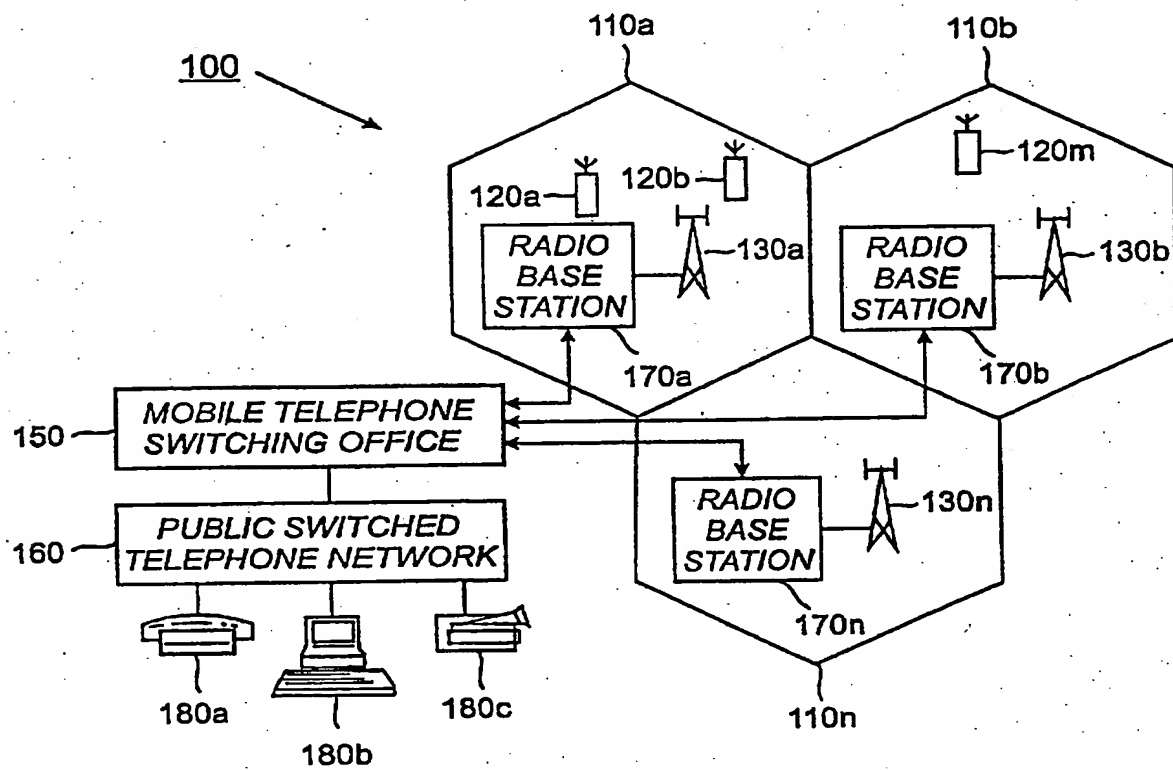 110a
110b
100
120a
120b
120m
RADIO
BASE
STATION
130a
RADIO
BASE
STATION
130b
170a
170b
150
MOBILE TELEPHONE
SWITCHING OFFICE
160
PUBLIC SWITCHED
TELEPHONE NETWORK
RADIO
BASE
STATION
130n
170n
180a
180b
180c
110n